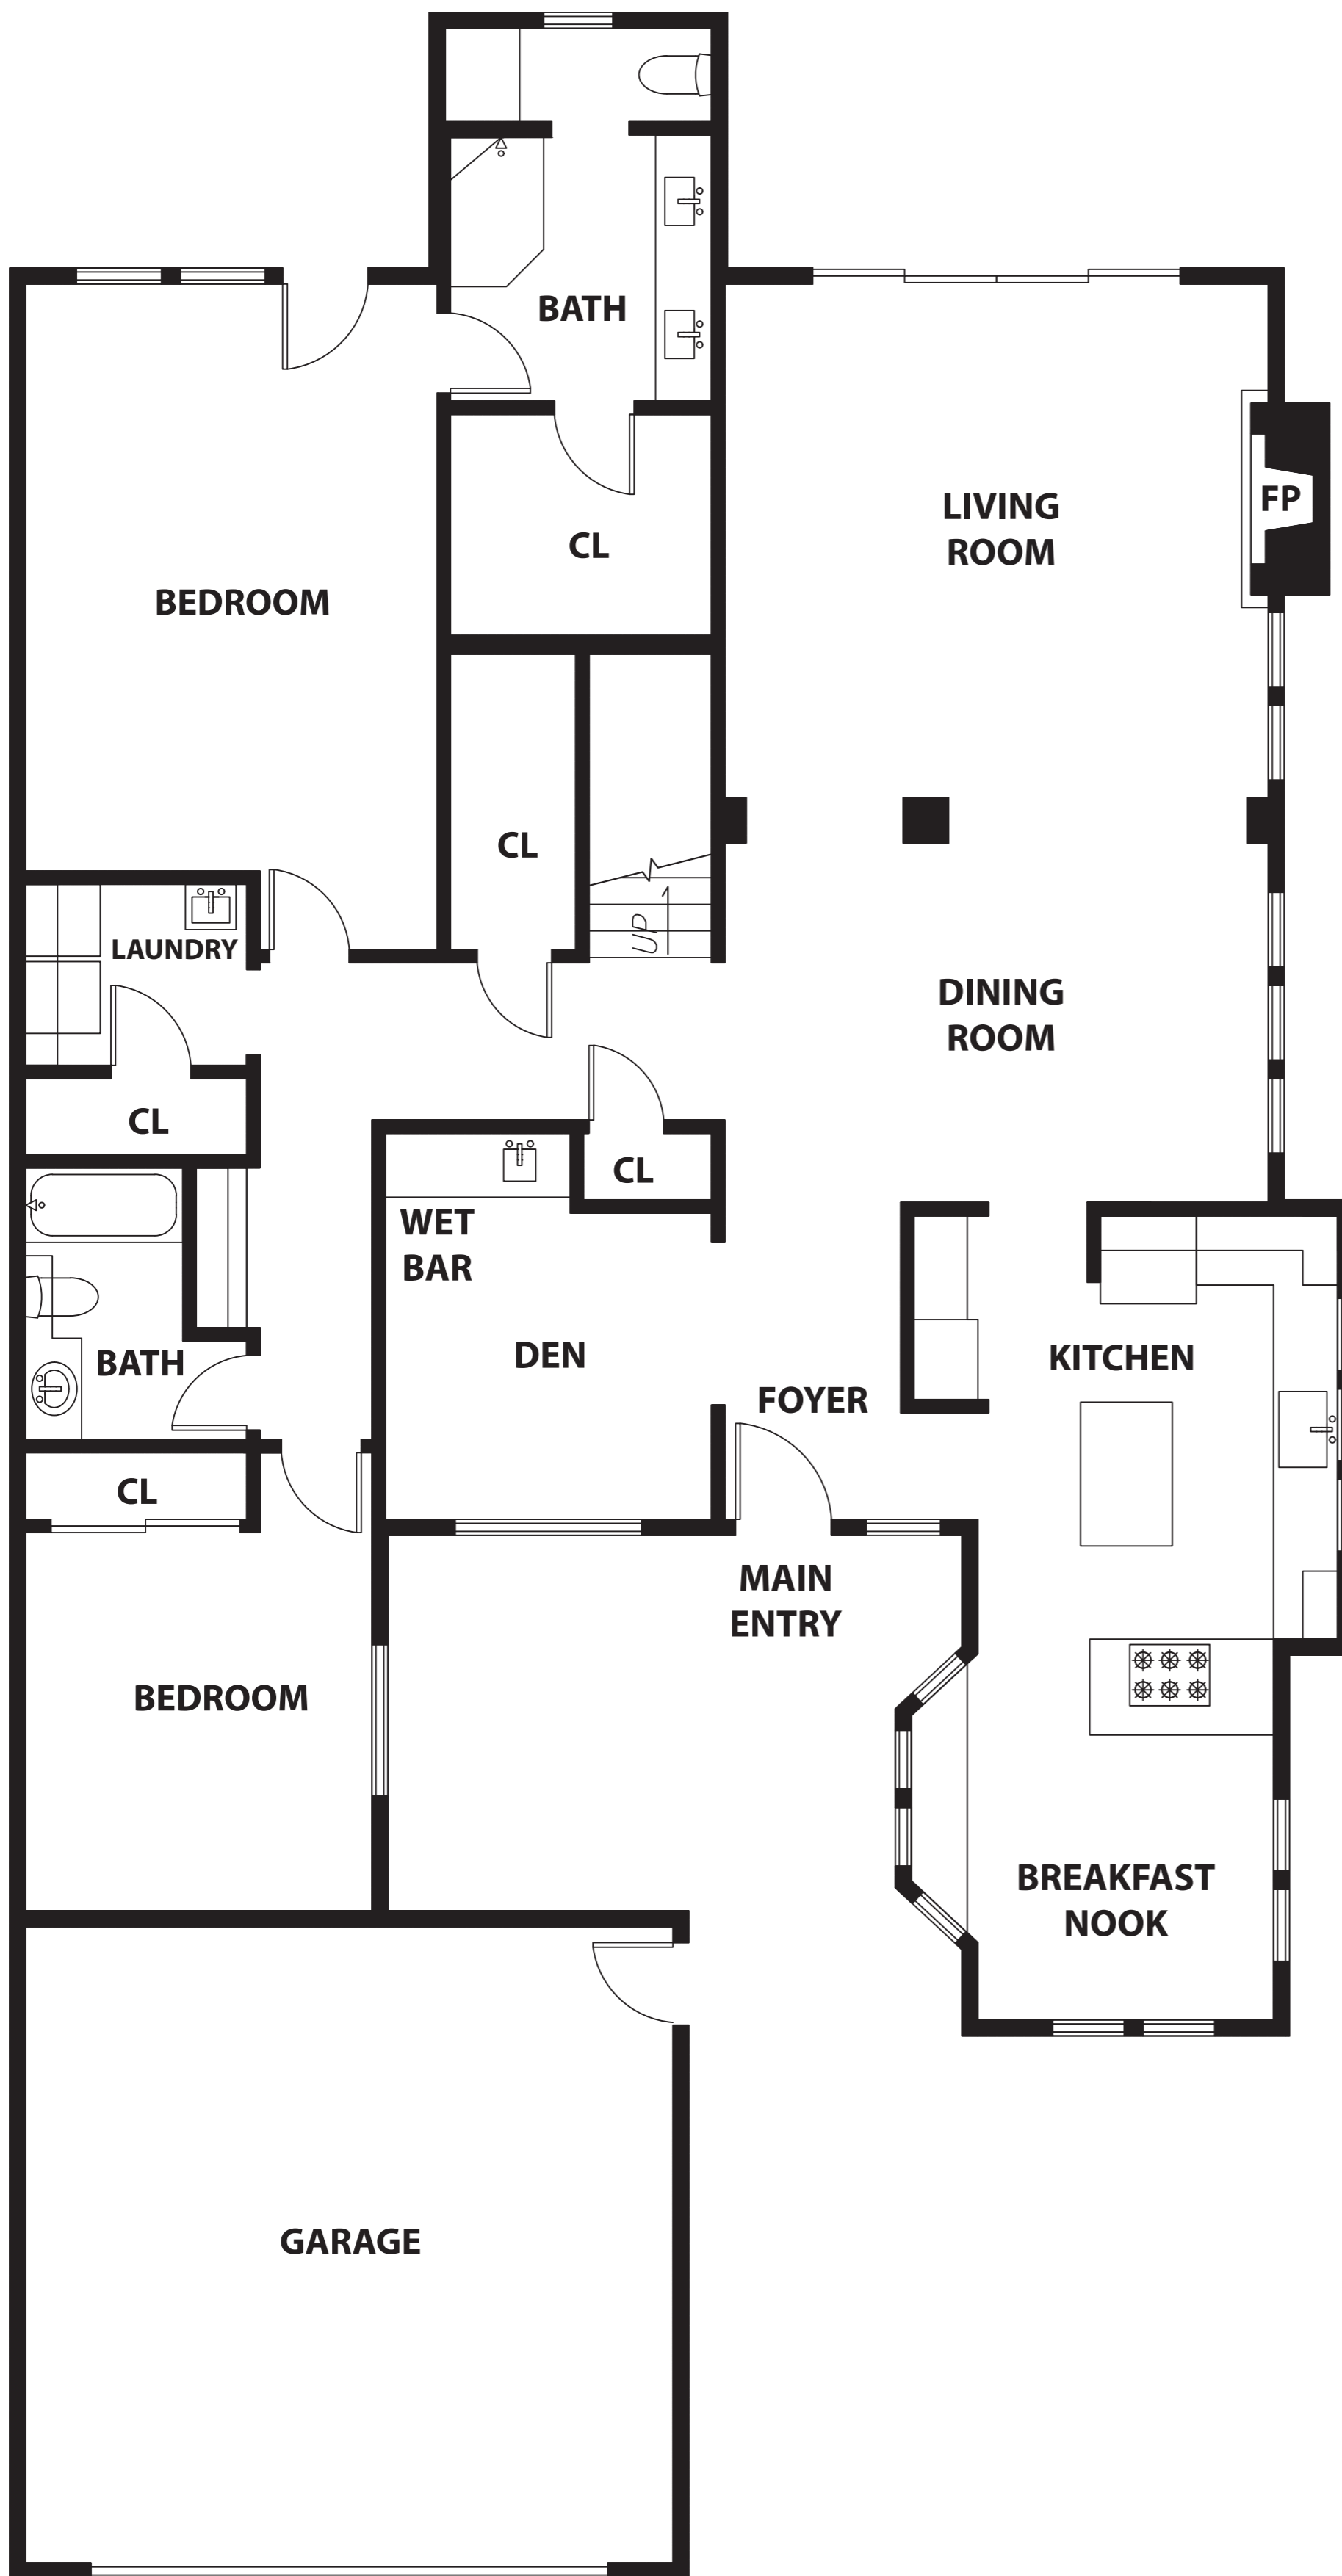 BATH
LIVING
ROOM
FP
CL
BEDROOM
CL
UP
LAUNDRY
DINING
ROOM
CL
CL
WET
BAR
DEN
KITCHEN
BATH
FOYER
CL
MAIN
ENTRY
BEDROOM
BREAKFAST
NOOK
GARAGE